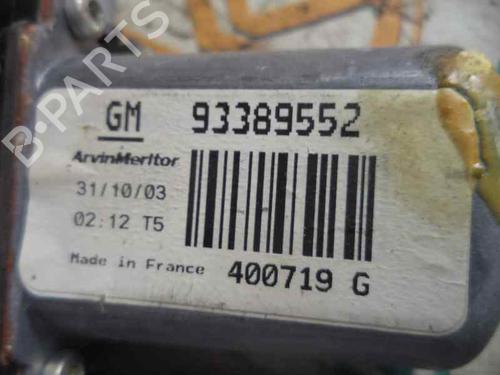 GM 93389552
ArvinMeritor
31/10/03
02:12 T5
Made in France 400719 G
B-PARTS